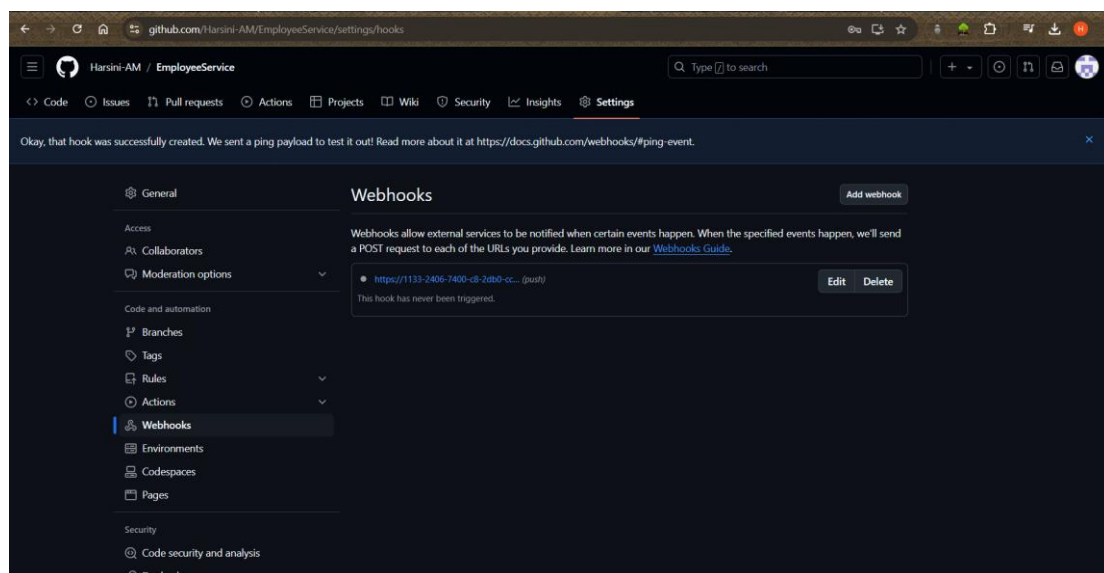 github.com/Harsini-AM/EmployeeService/settings/hooks
H
Harsini-AM / EmployeeService
Type / to search
<> Code Issues Pull requests Actions Projects Wiki Security Insights Settings
Okay, that hook was successfully created. We sent a ping payload to test it out! Read more about it at https://docs.github.com/webhooks/#ping-event.
General
Access
Collaborators
Moderation options
Code and automation
Branches
Tags
Rules
Actions
Webhooks
Environments
Codespaces
Pages
Security
Code security and analysis
Webhooks
Add webhook
Webhooks allow external services to be notified when certain events happen. When the specified events happen, we'll send
a POST request to each of the URLs you provide. Learn more in our Webhooks Guide.
https://1133-2406-7400-c8-2db0-cc... (push)
Edit Delete
This hook has never been triggered.